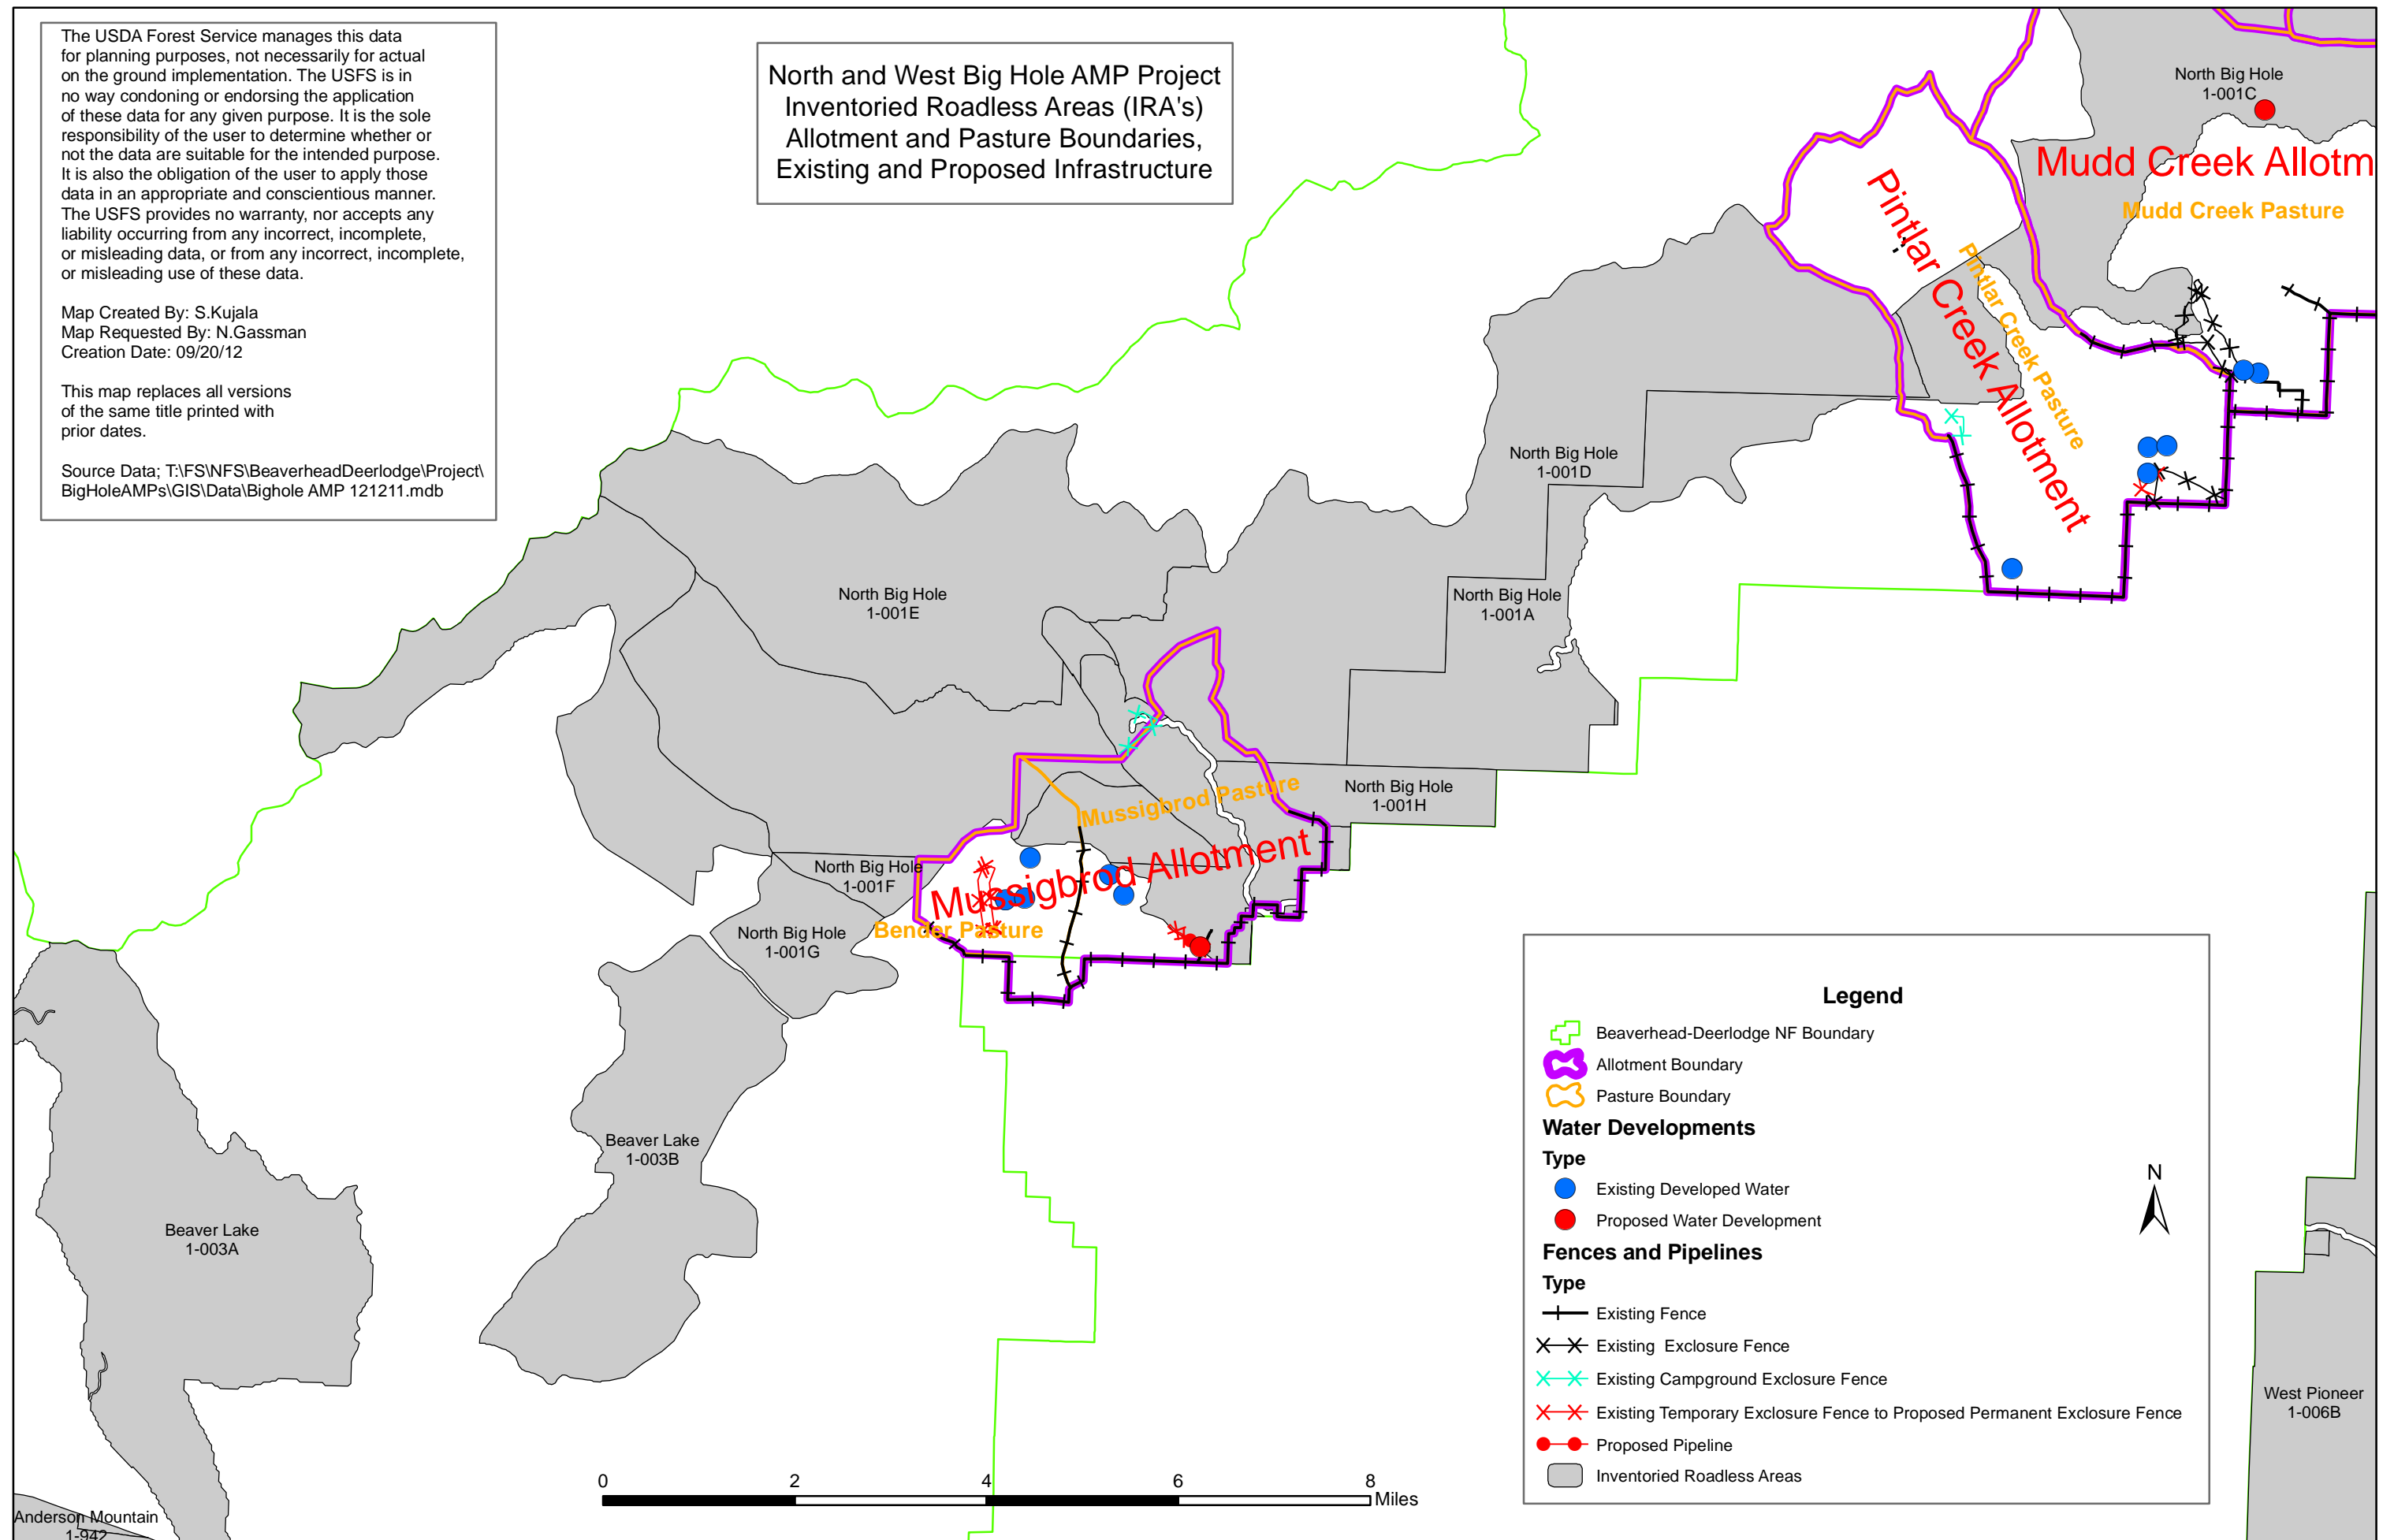 The USDA Forest Service manages this data
for planning purposes, not necessarily for actual
on the ground implementation. The USFS is in
no way condoning or endorsing the application
of these data for any given purpose. It is the sole
responsibility of the user to determine whether or
not the data are suitable for the intended purpose.
It is also the obligation of the user to apply those
data in an appropriate and conscientious manner.
The USFS provides no warranty, nor accepts any
liability occurring from any incorrect, incomplete,
or misleading data, or from any incorrect, incomplete,
or misleading use of these data.
Map Created By: S.Kujala
Map Requested By: N.Gassman
Creation Date: 09/20/12
This map replaces all versions
of the same title printed with
prior dates.
Source Data; T:\FS\NFS\BeaverheadDeerlodge\Project\
BigHoleAMPs\GIS\Data\Bighole AMP 121211.mdb
North and West Big Hole AMP Project
Inventoried Roadless Areas (IRA's)
Allotment and Pasture Boundaries,
Existing and Proposed Infrastructure
North Big Hole
1-001C
Mudd Creek Allotm
Mudd Creek Pasture
Pintlar Creek Allotment
Pintlar Creek Pasture
North Big Hole
1-001D
North Big Hole
1-001E
North Big Hole
1-001A
North Big Hole
1-001H
Mussigbrod Pasture
Mussigbrod Allotment
North Big Hole
1-001F
Bender Pasture
North Big Hole
1-001G
Beaver Lake
1-003B
Beaver Lake
1-003A
Anderson Mountain
1-942
West Pioneer
1-006B
Legend
Beaverhead-Deerlodge NF Boundary
Allotment Boundary
Pasture Boundary
Water Developments
Type
Existing Developed Water
Proposed Water Development
Fences and Pipelines
Type
Existing Fence
Existing  Exclosure Fence
Existing Campground Exclosure Fence
Existing Temporary Exclosure Fence to Proposed Permanent Exclosure Fence
Proposed Pipeline
Inventoried Roadless Areas
N
0 2 4 6 8
Miles